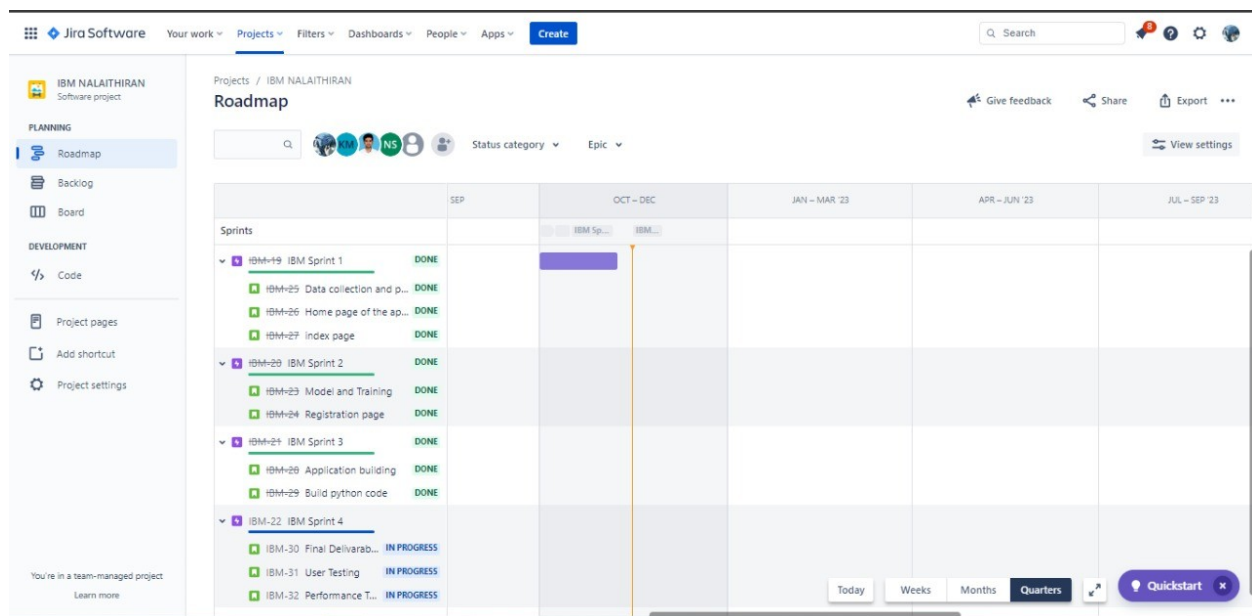 Jira Software Your work Projects Filters Dashboards People Apps Create Search 8
IBM NALAITHIRAN
Software project
PLANNING
Roadmap
Backlog
Board
DEVELOPMENT
Code
Project pages
Add shortcut
Project settings
You're in a team-managed project
Learn more
Projects / IBM NALAITHIRAN
Roadmap
Give feedback Share Export
KM NS Status category Epic View settings
SEP OCT – DEC JAN – MAR '23 APR – JUN '23 JUL – SEP '23
Sprints IBM Sp... IBM...
IBM-19 IBM Sprint 1 DONE
IBM-25 Data collection and p... DONE
IBM-26 Home page of the ap... DONE
IBM-27 index page DONE
IBM-20 IBM Sprint 2 DONE
IBM-23 Model and Training DONE
IBM-24 Registration page DONE
IBM-21 IBM Sprint 3 DONE
IBM-28 Application building DONE
IBM-29 Build python code DONE
IBM-22 IBM Sprint 4
IBM-30 Final Delivarab... IN PROGRESS
IBM-31 User Testing IN PROGRESS
IBM-32 Performance T... IN PROGRESS
Today Weeks Months Quarters Quickstart x